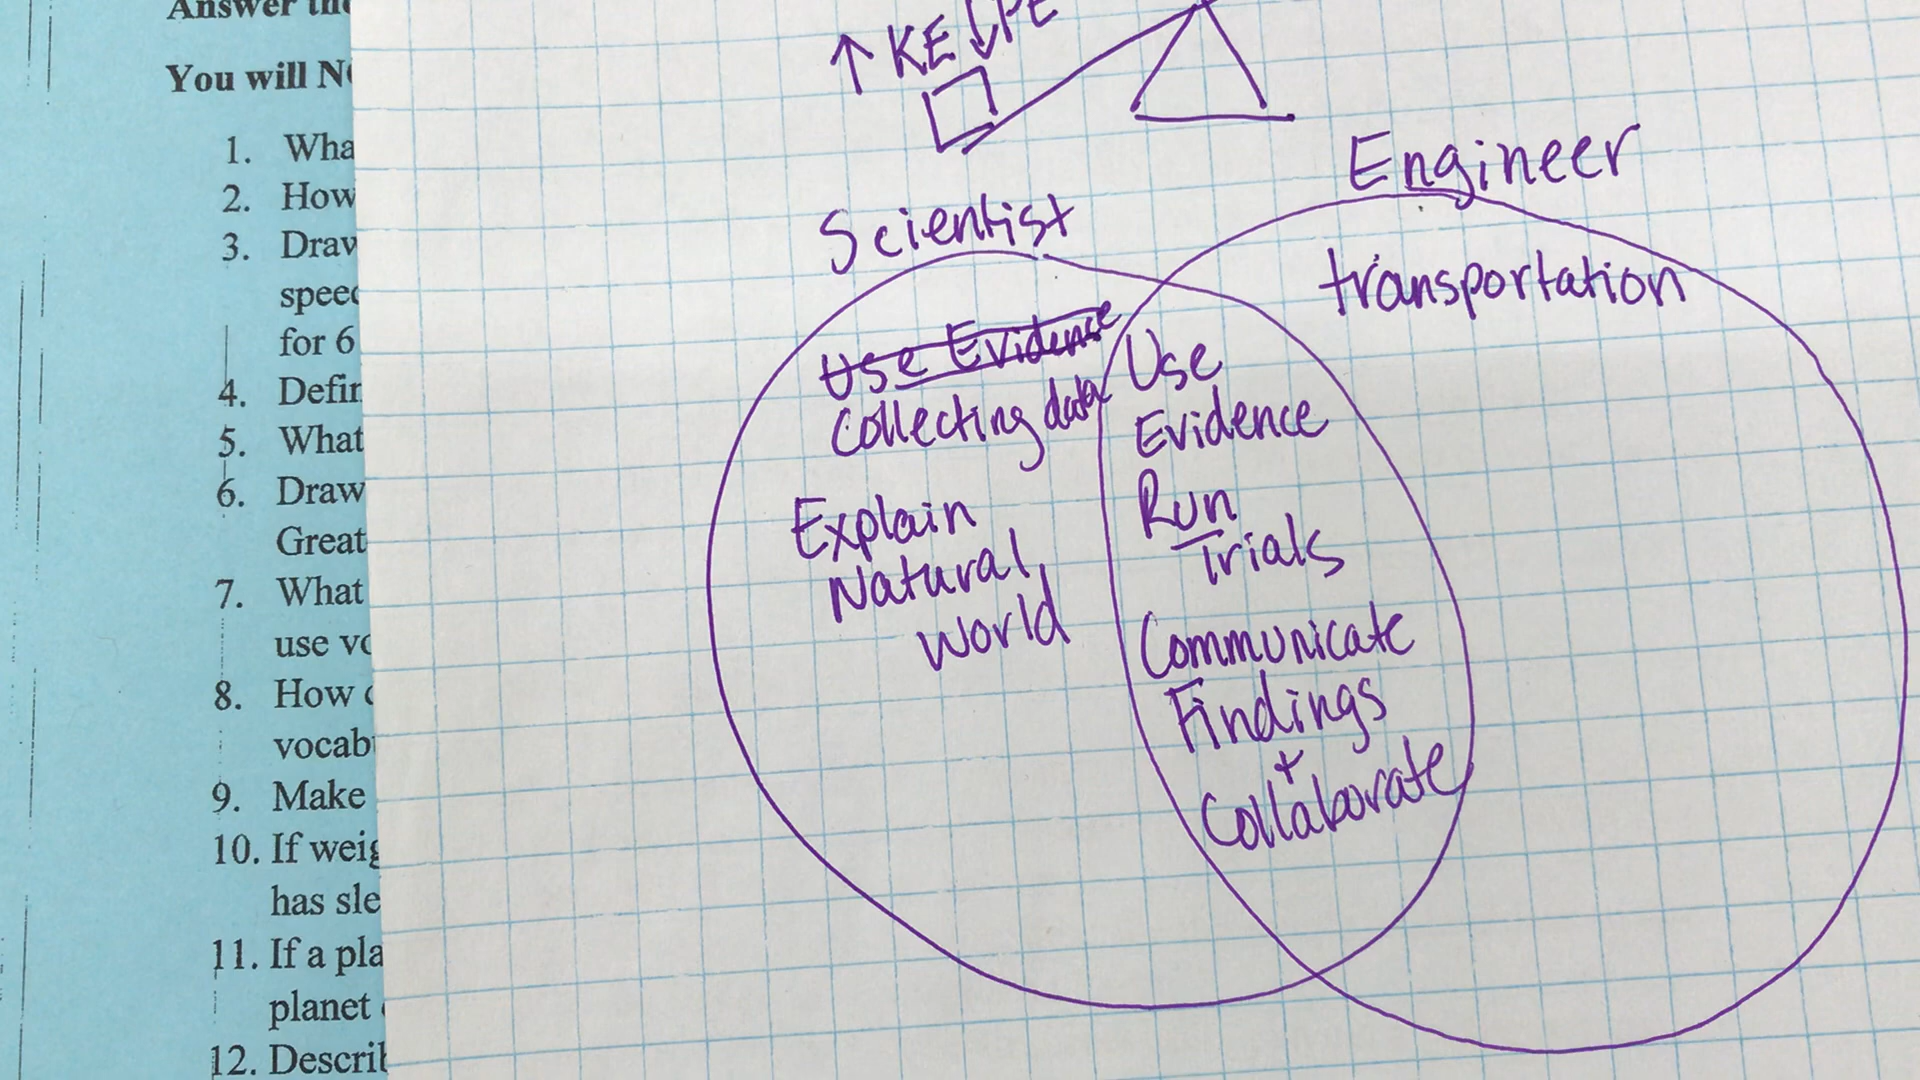 Answer the
You will NO
1. Wha
2. How
3. Draw
speed
for 6
4. Defin
5. What
6. Draw
Great
7. What
use vo
8. How
vocab
9. Make
10. If weig
has sle
11. If a pla
planet
12. Describ
↑ KE ↓PE
Scientist
Use Evidence
Collecting data
Explain
Natural
World
Engineer
transportation
Use
Evidence
Run
Trials
Communicate
Findings
+
Collaborate